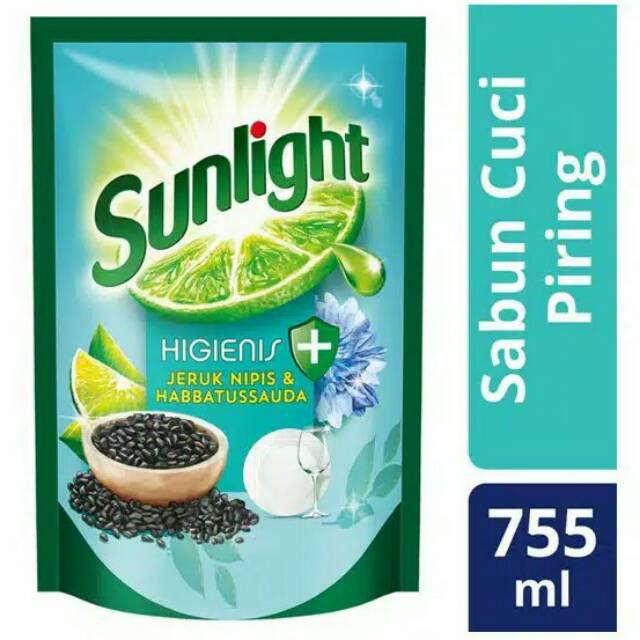 Sunlight
HIGIENIS
JERUK NIPIS &
HABBATUSSAUDA
Sabun Cuci
Piring
755
ml